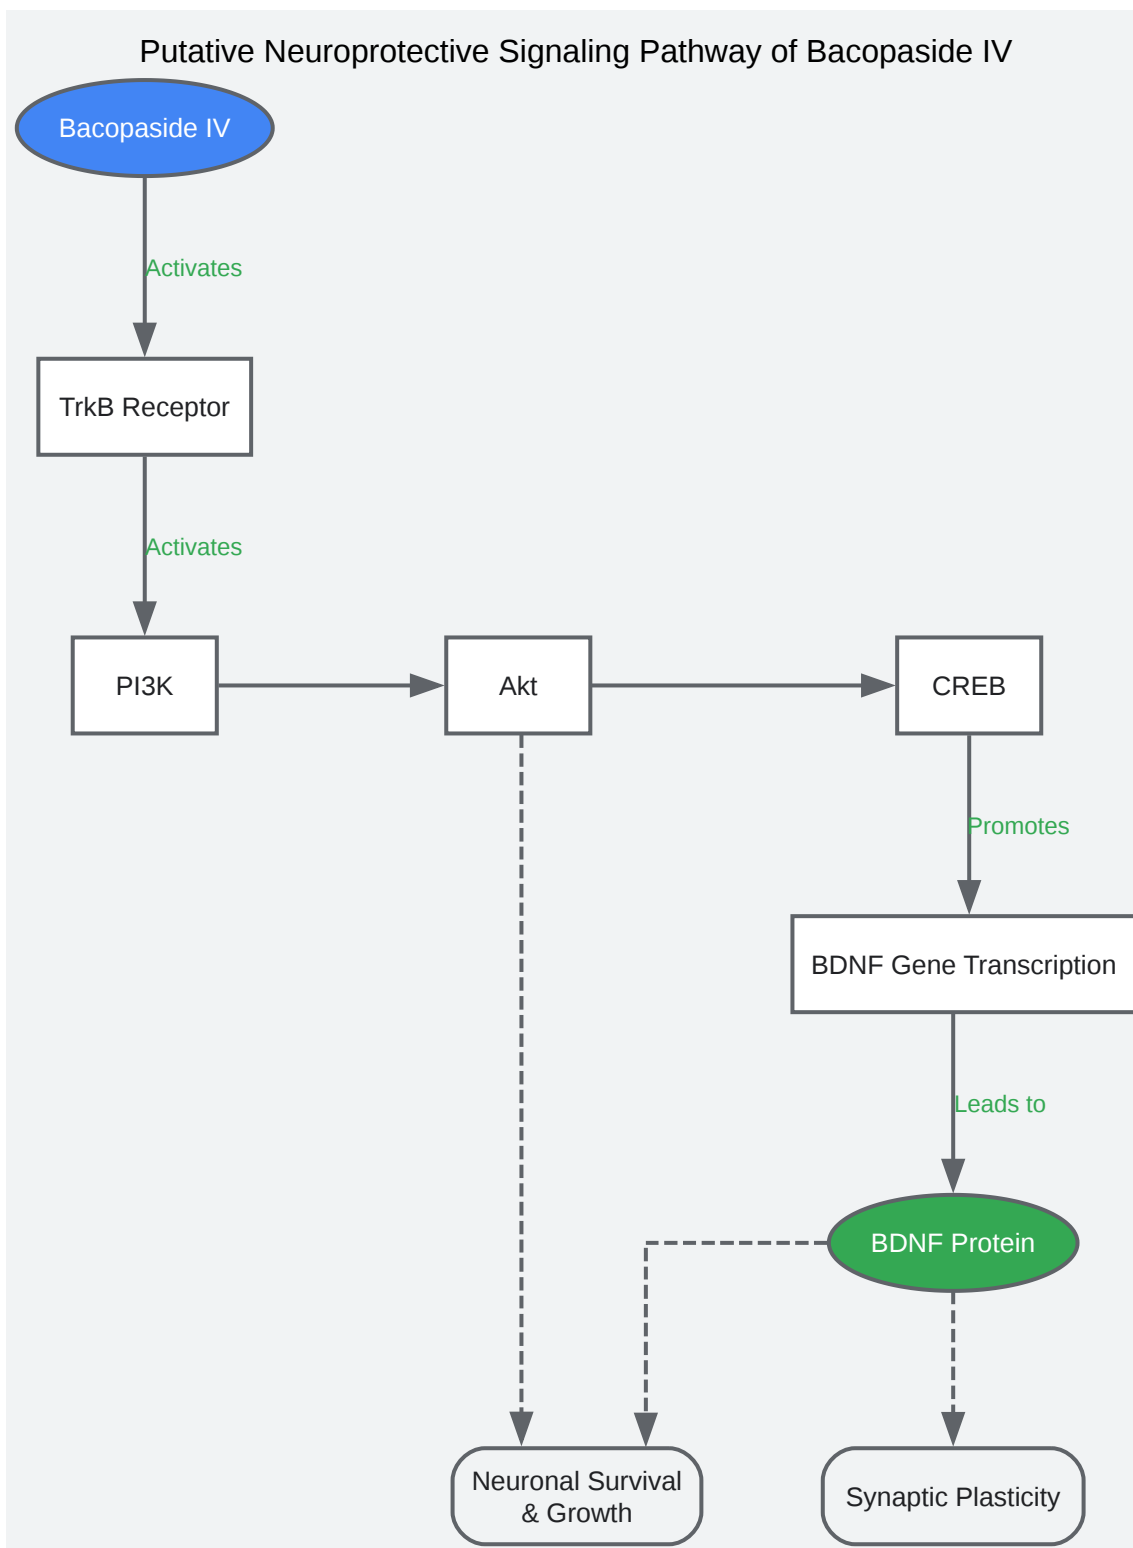 Putative Neuroprotective Signaling Pathway of Bacopaside IV
Bacopaside IV
Activates
TrkB Receptor
Activates
PI3K
Akt
CREB
Promotes
BDNF Gene Transcription
Leads to
BDNF Protein
Neuronal Survival
& Growth
Synaptic Plasticity